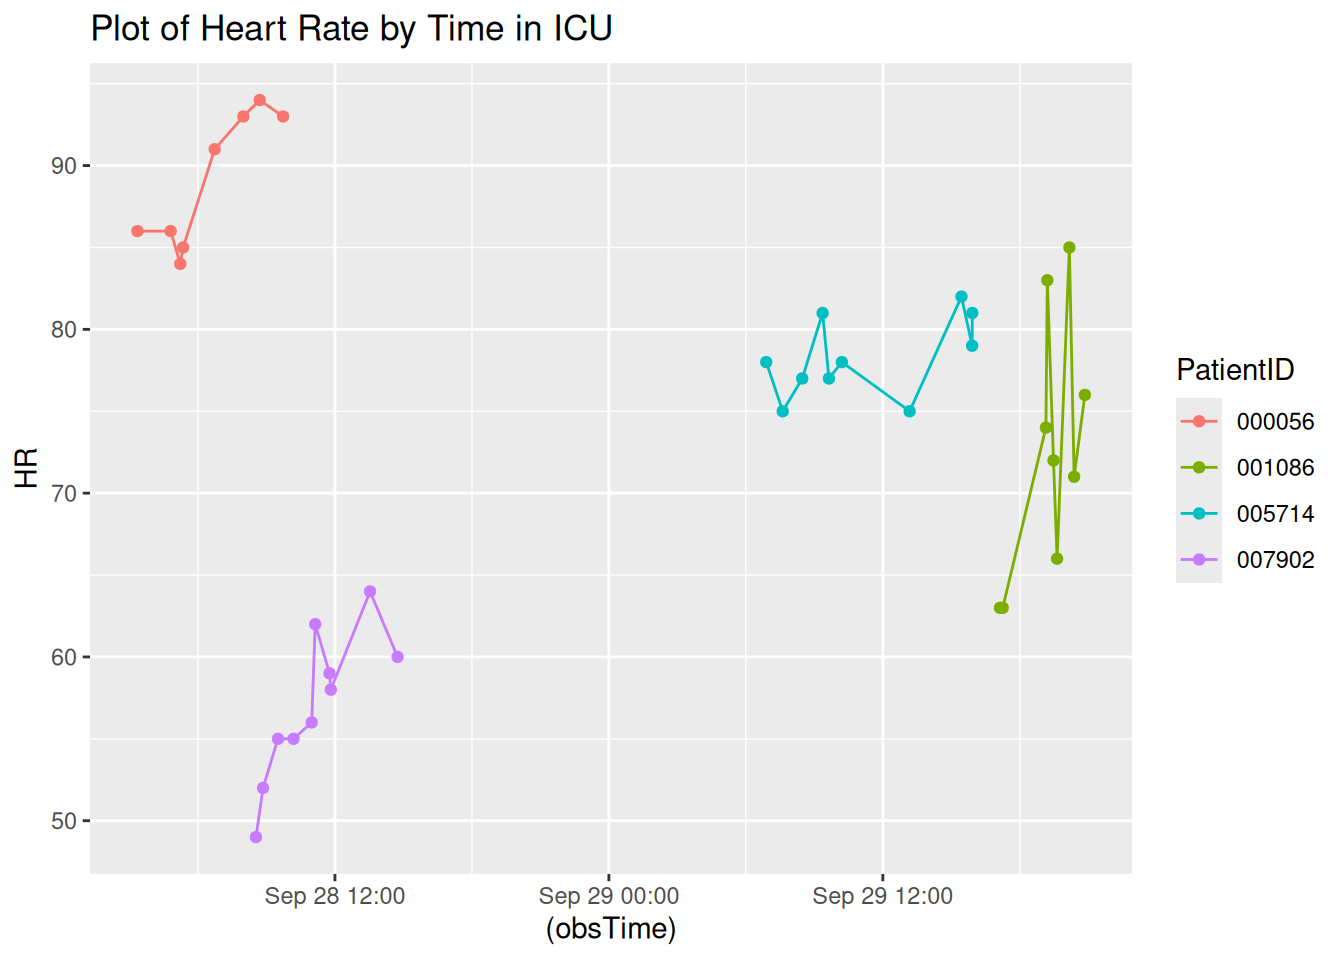 Plot of Heart Rate by Time in ICU
90
80
70
60
50
HR
Sep 28 12:00
Sep 29 00:00
Sep 29 12:00
(obsTime)
PatientID
000056
001086
005714
007902